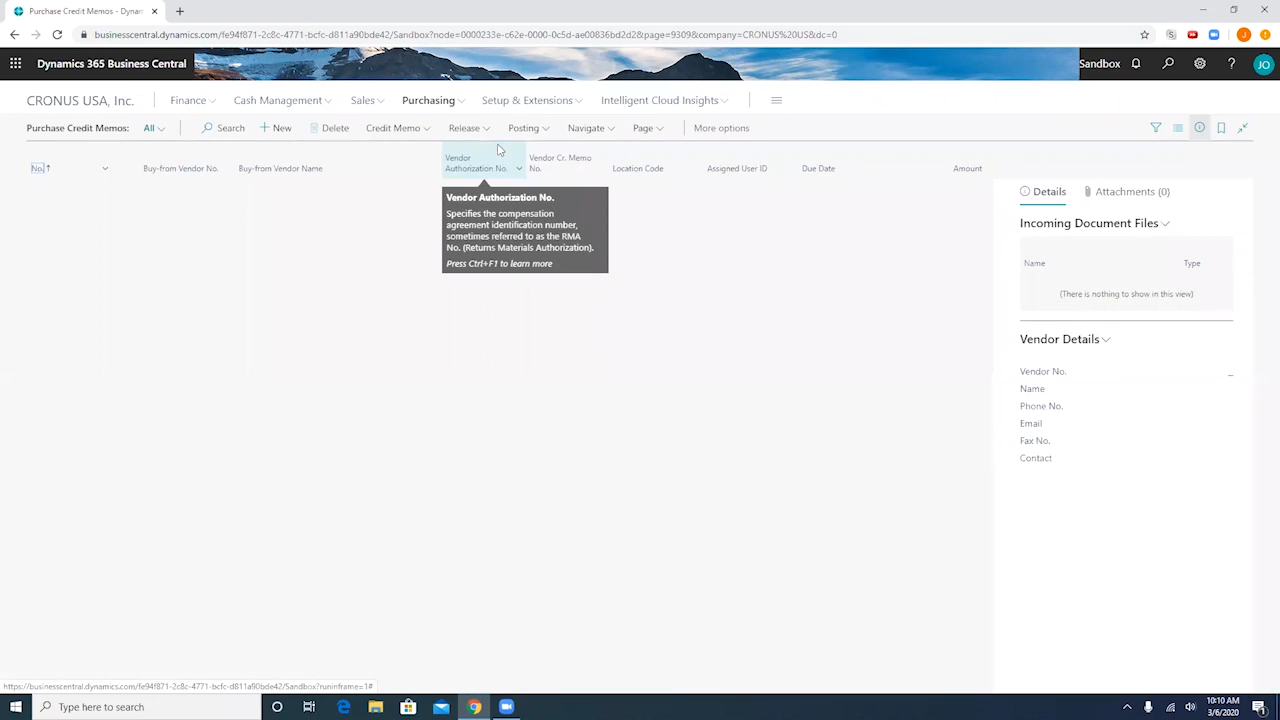 Purchase Credit Memos - Dynar
businesscentral.dynamics.com/fe94f871-2c8c-4771-bcfc-d811a90bde42/Sandbox?node=0000233e-c62e-0000-0c5d-ae00836bd2d2&page=9309&company=CRONUS%20US&dc=0
J
Dynamics 365 Business Central
Sandbox
?
JO
CRONUS USA, Inc.
Finance
Cash Management
Sales
Purchasing
Setup & Extensions
Intelligent Cloud Insights
Purchase Credit Memos:
All
Search
New
Delete
Credit Memo
Release
Posting
Navigate
Page
More options
No. ↑
Buy-from Vendor No.
Buy-from Vendor Name
Vendor
Authorization No.
Vendor Cr. Memo
No.
Location Code
Assigned User ID
Due Date
Amount
Vendor Authorization No.
Specifies the compensation
agreement identification number,
sometimes referred to as the RMA
No. (Returns Materials Authorization).
Press Ctrl+F1 to learn more
Details
Attachments (0)
Incoming Document Files
Name
Type
(There is nothing to show in this view)
Vendor Details
Vendor No.
_
Name
Phone No.
Email
Fax No.
Contact
https://businesscentral.dynamics.com/fe94f871-2c8c-4771-bcfc-d811a90bde42/Sandbox?runinframe=1#
Type here to search
10:10 AM
3/6/2020